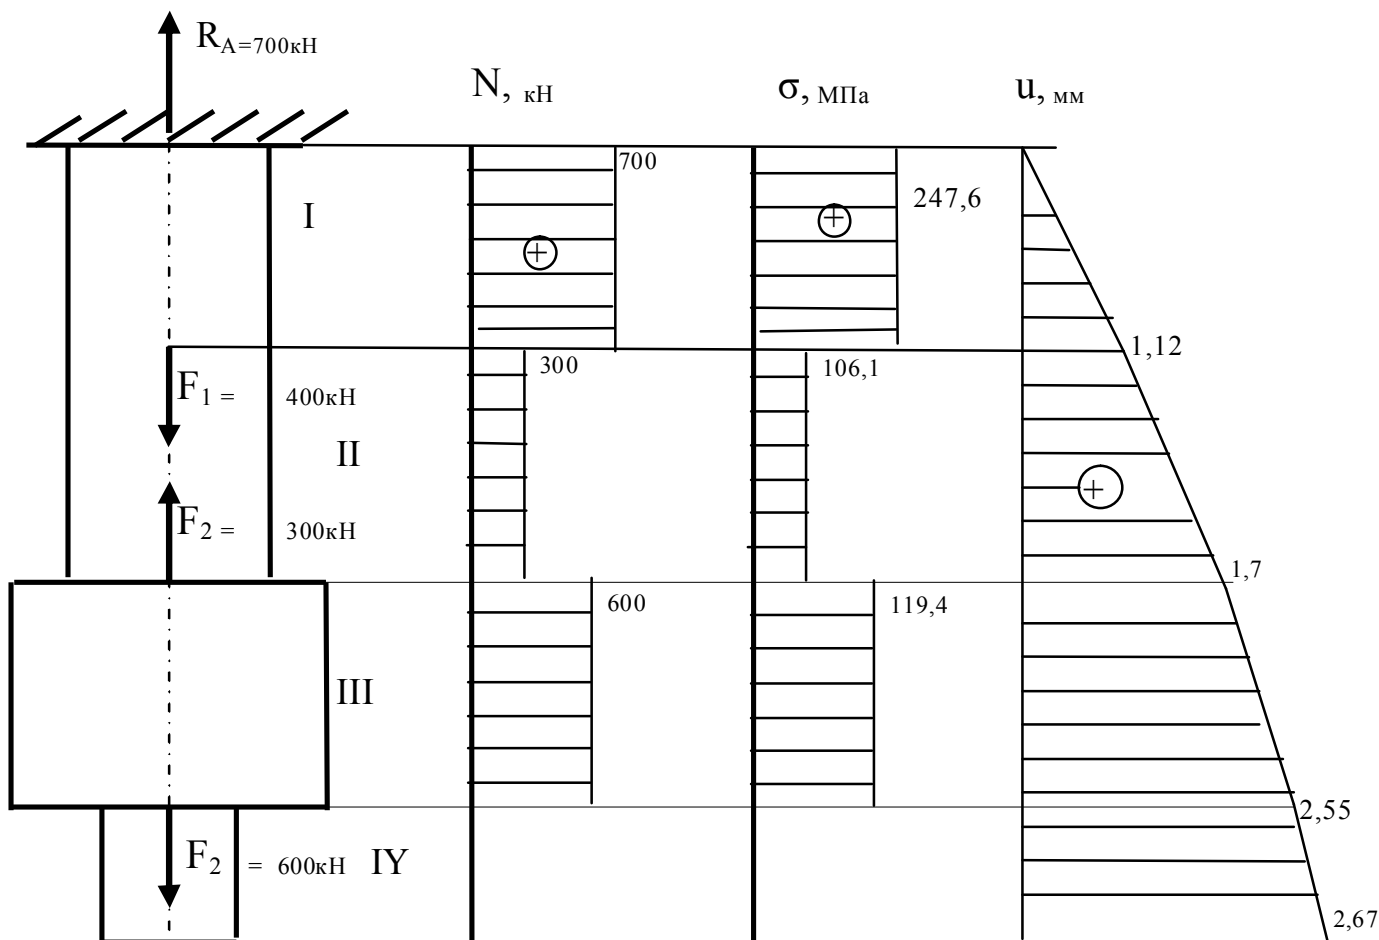 R A=700кН
N, кН
σ, МПа
u, мм
700
I
247,6
+
+
300
106,1
1,12
F1 = 400кН
II
+
F2 = 300кН
1,7
600
119,4
III
2,55
F2 = 600кН IY
2,67